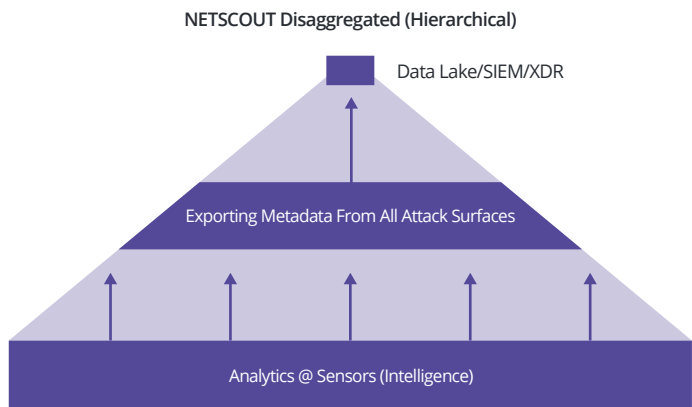 NETSCOUT Disaggregated (Hierarchical)
Data Lake/SIEM/XDR
Exporting Metadata From All Attack Surfaces
Analytics @ Sensors (Intelligence)